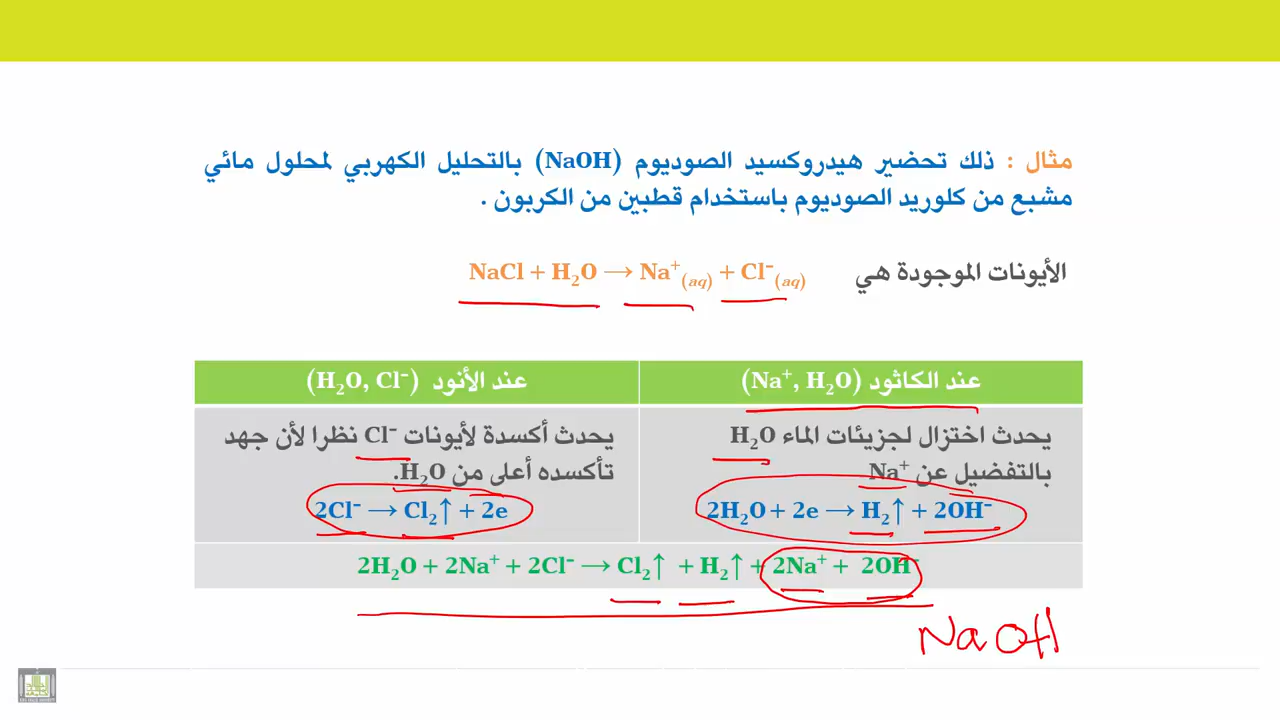 مثال : ذلك تحضير هيدروكسيد الصوديوم (NaOH) بالتحليل الكهربي لمحلول مائي
مشبع من كلوريد الصوديوم باستخدام قطبين من الكربون .
الأيونات الموجودة هي NaCl + H₂O ⟶ Na⁺(aq) + Cl⁻(aq)
عند الكاثود (Na⁺, H₂O)
يحدث اختزال لجزيئات الماء H₂O
بالتفضيل عن Na⁺
2H₂O + 2e ⟶ H₂↑ + 2OH⁻
عند الأنود (H₂O, Cl⁻)
يحدث أكسدة لأيونات Cl⁻ نظرا لأن جهد
تأكسده أعلى من H₂O.
2Cl⁻ ⟶ Cl₂↑ + 2e
2H₂O + 2Na⁺ + 2Cl⁻ ⟶ Cl₂↑ + H₂↑ + 2Na⁺ + 2OH⁻
NaOH